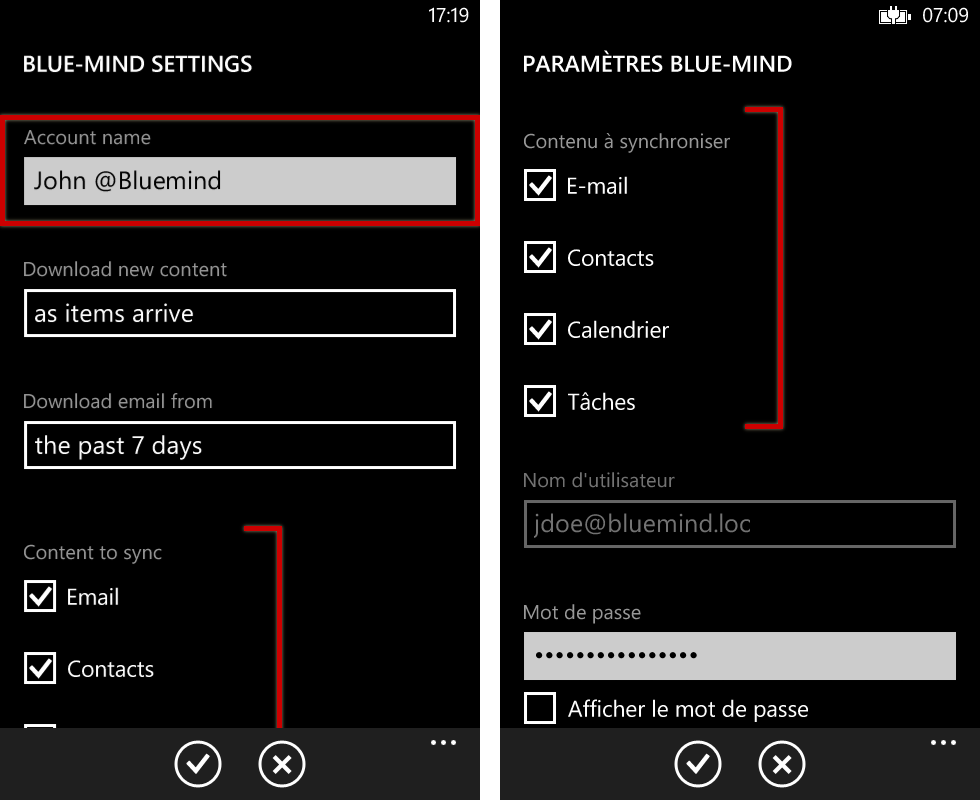 17:19
BLUE-MIND SETTINGS
Account name
John @Bluemind
Download new content
as items arrive
Download email from
the past 7 days
Content to sync
Email
Contacts
07:09
PARAMÈTRES BLUE-MIND
Contenu à synchroniser
E-mail
Contacts
Calendrier
Tâches
Nom d'utilisateur
jdoe@bluemind.loc
Mot de passe
••••••••••••••••
Afficher le mot de passe